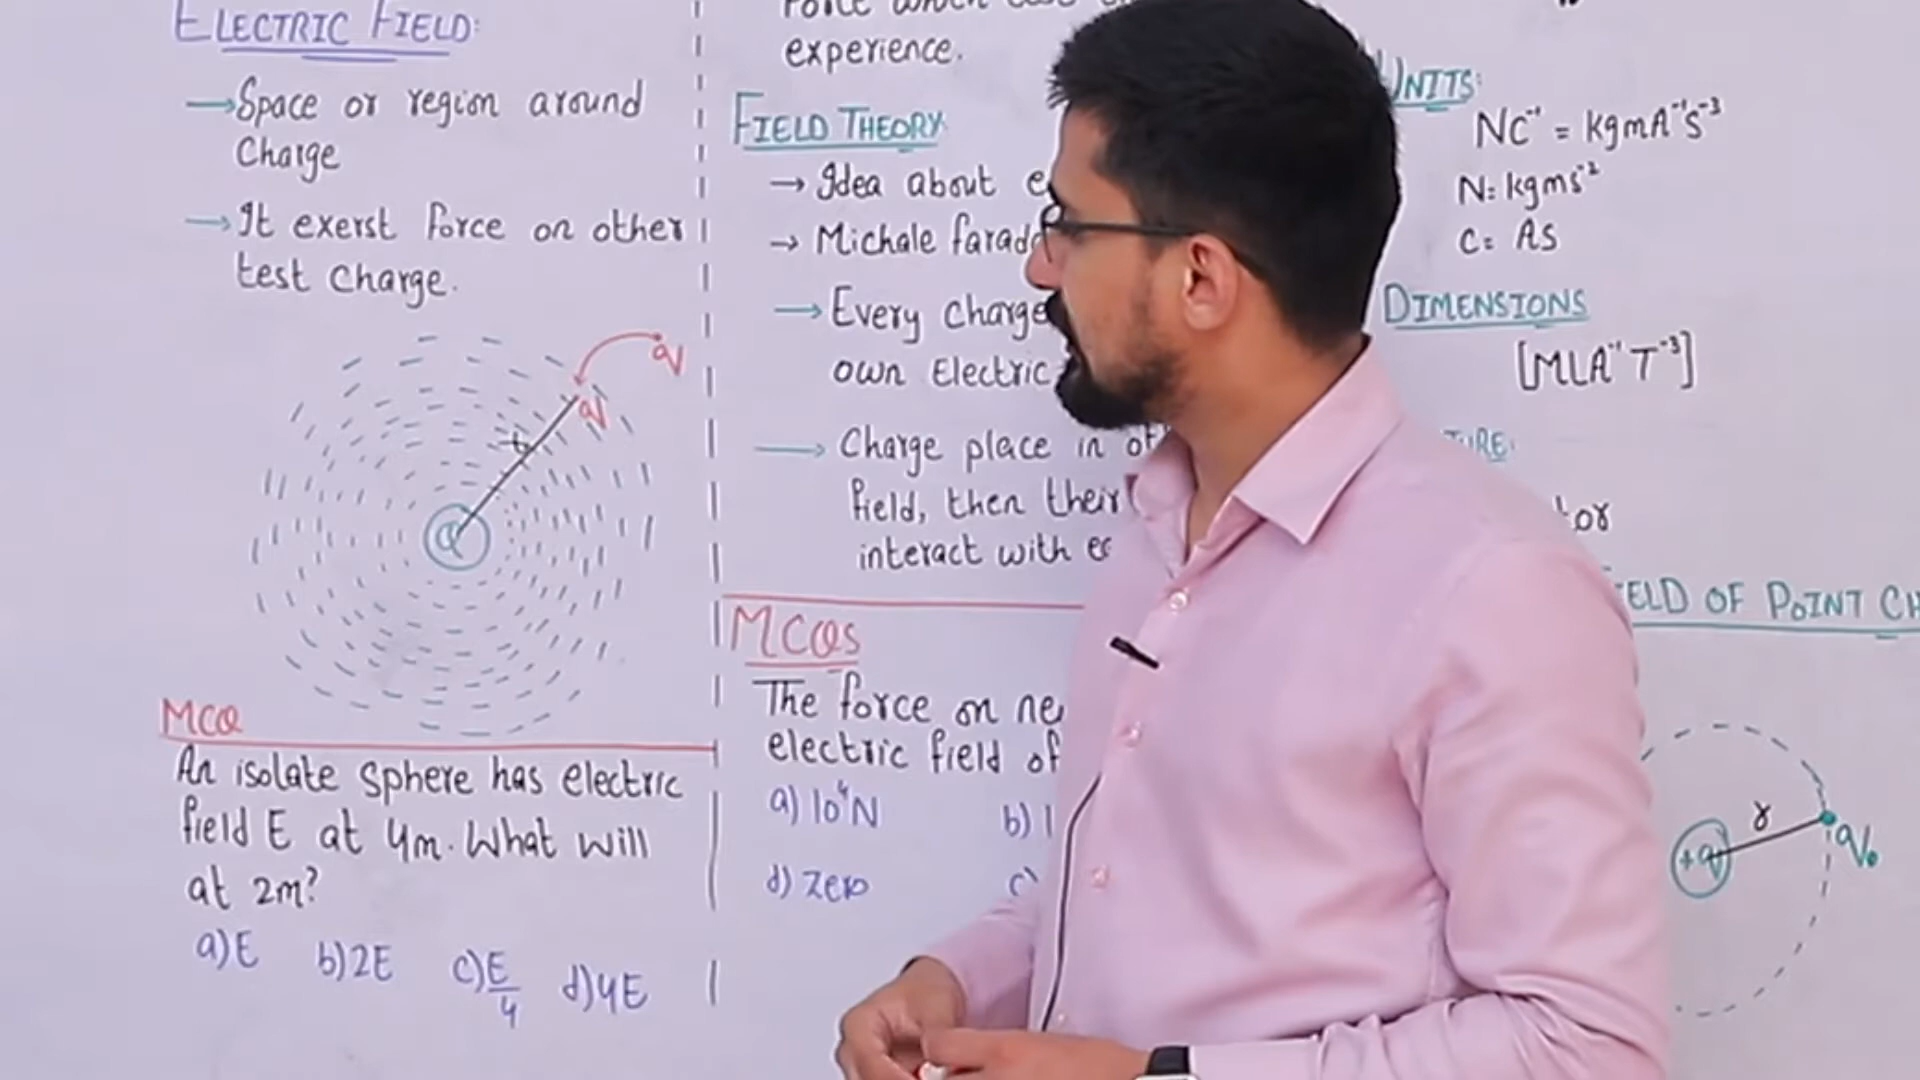 ELECTRIC FIELD:
→ Space or region around
Charge
→ It exerst force on other
test charge.
q
q
r
Q
MCQ
An isolate sphere has electric
field E at 4m. What will
at 2m?
a) E b) 2E c) E/4 d) 4E
experience.
FIELD THEORY
→ Idea about
→ Michale
→ Every Charge
own Electric
→ Charge place in
field, then their
interact with
MCQs
The force on
electric field of
a) 10⁴N b)
d) zero c)
UNITS:
NC⁻¹ = kgmA⁻¹S⁻³
N = kgms⁻²
C = AS
DIMENSIONS
[MLA⁻¹T⁻³]
OF POINT
r
+q
q₀